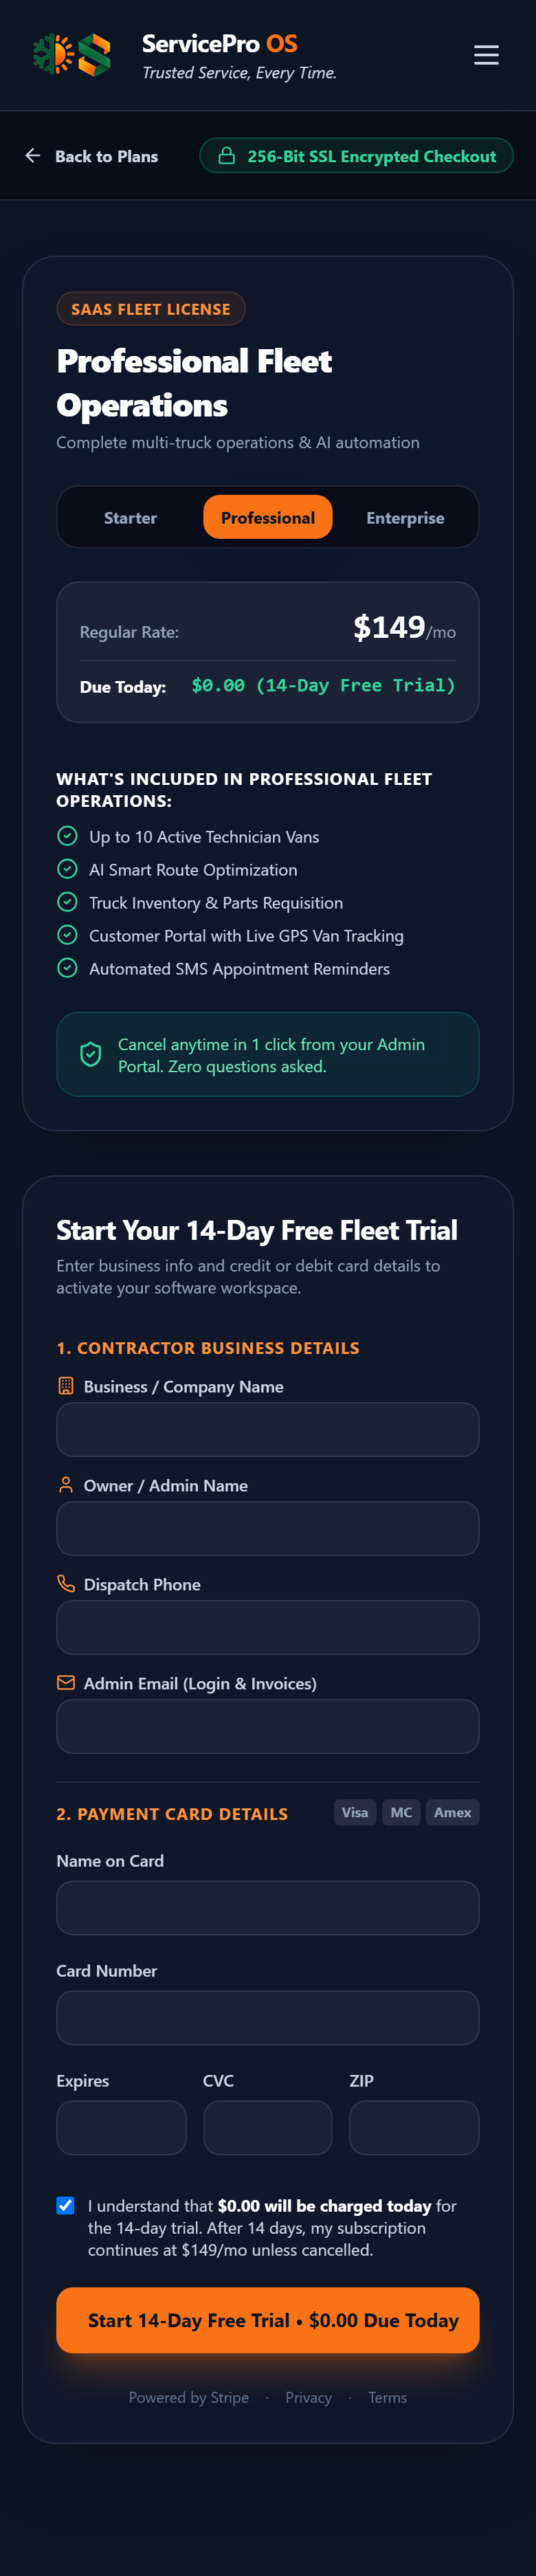 ServicePro OS
Trusted Service, Every Time.
Back to Plans
256-Bit SSL Encrypted Checkout
SAAS FLEET LICENSE
Professional Fleet
Operations
Complete multi-truck operations & AI automation
Starter
Professional
Enterprise
Regular Rate:
$149/mo
Due Today:
$0.00 (14-Day Free Trial)
WHAT'S INCLUDED IN PROFESSIONAL FLEET
OPERATIONS:
Up to 10 Active Technician Vans
AI Smart Route Optimization
Truck Inventory & Parts Requisition
Customer Portal with Live GPS Van Tracking
Automated SMS Appointment Reminders
Cancel anytime in 1 click from your Admin
Portal. Zero questions asked.
Start Your 14-Day Free Fleet Trial
Enter business info and credit or debit card details to
activate your software workspace.
1. CONTRACTOR BUSINESS DETAILS
Business / Company Name
Owner / Admin Name
Dispatch Phone
Admin Email (Login & Invoices)
2. PAYMENT CARD DETAILS
Visa
MC
Amex
Name on Card
Card Number
Expires
CVC
ZIP
I understand that $0.00 will be charged today for
the 14-day trial. After 14 days, my subscription
continues at $149/mo unless cancelled.
Start 14-Day Free Trial • $0.00 Due Today
Powered by Stripe · Privacy · Terms